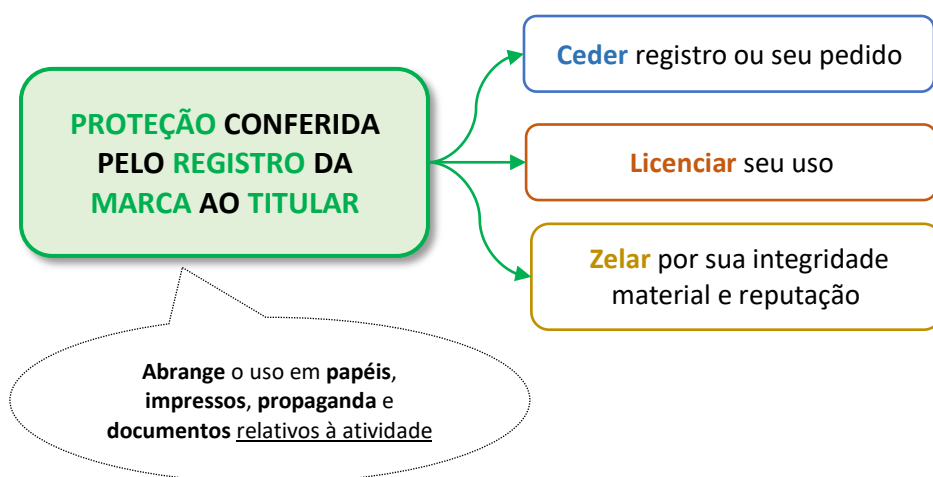 PROTEÇÃO CONFERIDA
PELO REGISTRO DA
MARCA AO TITULAR
Ceder registro ou seu pedido
Licenciar seu uso
Zelar por sua integridade
material e reputação
Abrange o uso em papéis,
impressos, propaganda e
documentos relativos à atividade